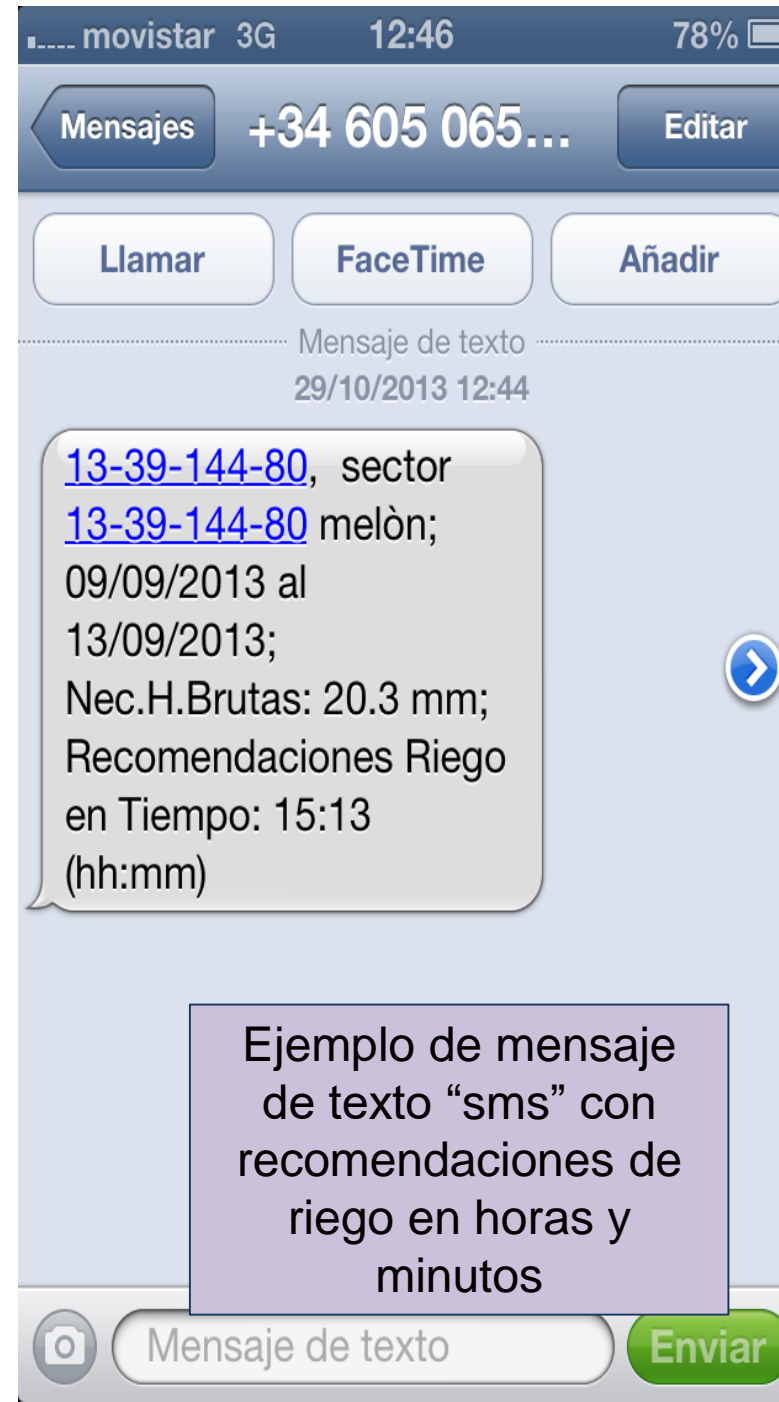 movistar 3G 12:46 78%
Mensajes +34 605 065... Editar
Llamar FaceTime Añadir
Mensaje de texto
29/10/2013 12:44
13-39-144-80, sector
13-39-144-80 melòn;
09/09/2013 al
13/09/2013;
Nec.H.Brutas: 20.3 mm;
Recomendaciones Riego
en Tiempo: 15:13
(hh:mm)
Ejemplo de mensaje
de texto “sms” con
recomendaciones de
riego en horas y
minutos
Mensaje de texto Enviar